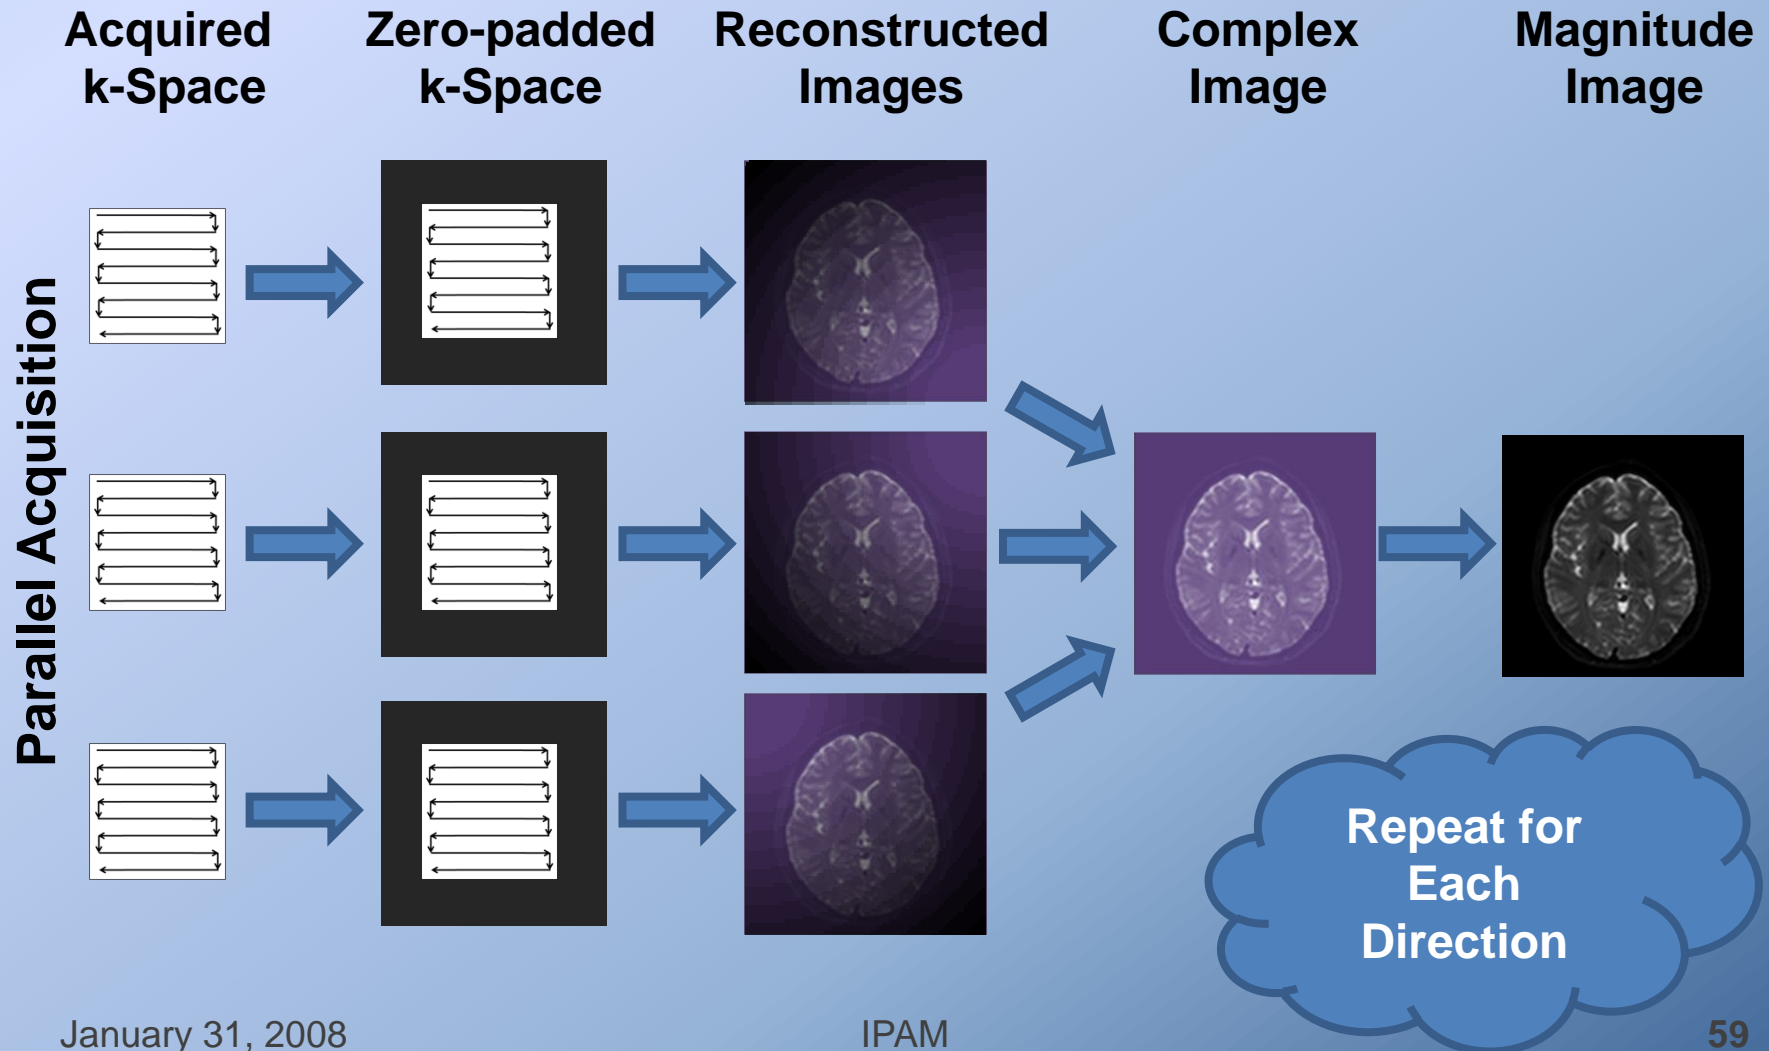 Acquired
k-Space
Zero-padded
k-Space
Reconstructed
Images
Complex
Image
Magnitude
Image
Parallel Acquisition
Repeat for
Each
Direction
January 31, 2008
IPAM
59